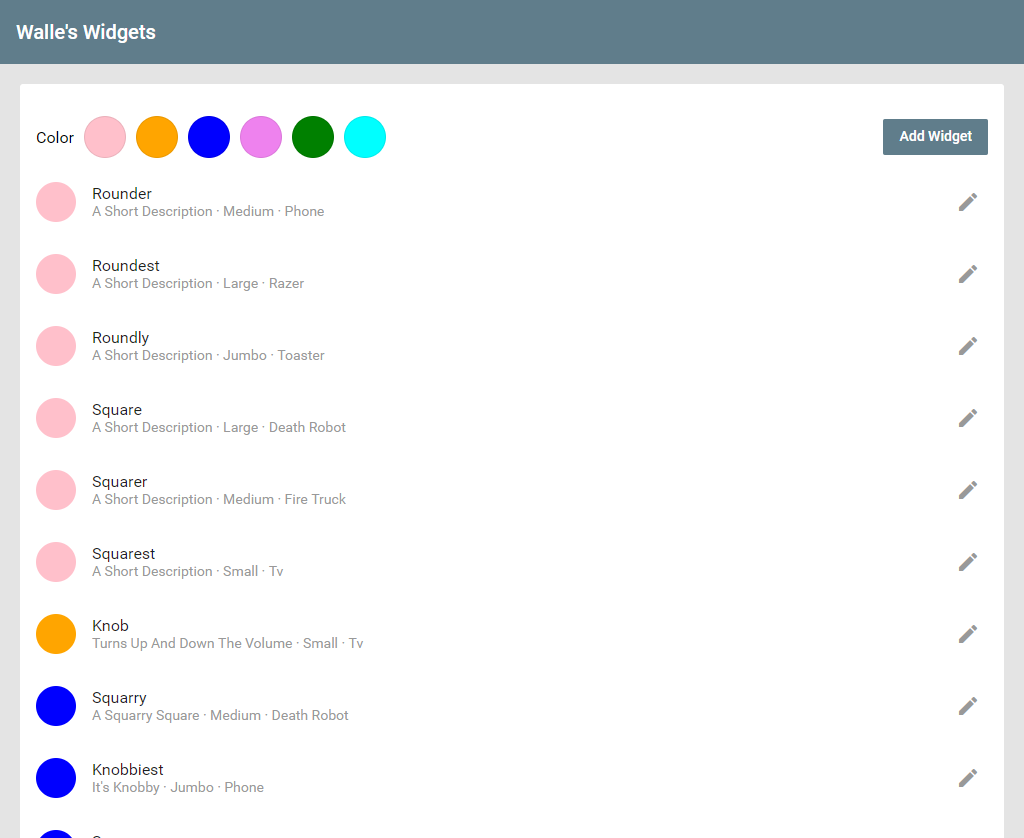 Walle's Widgets
Color
Add Widget
Rounder
A Short Description · Medium · Phone
Roundest
A Short Description · Large · Razer
Roundly
A Short Description · Jumbo · Toaster
Square
A Short Description · Large · Death Robot
Squarer
A Short Description · Medium · Fire Truck
Squarest
A Short Description · Small · Tv
Knob
Turns Up And Down The Volume · Small · Tv
Squarry
A Squarry Square · Medium · Death Robot
Knobbiest
It's Knobby · Jumbo · Phone